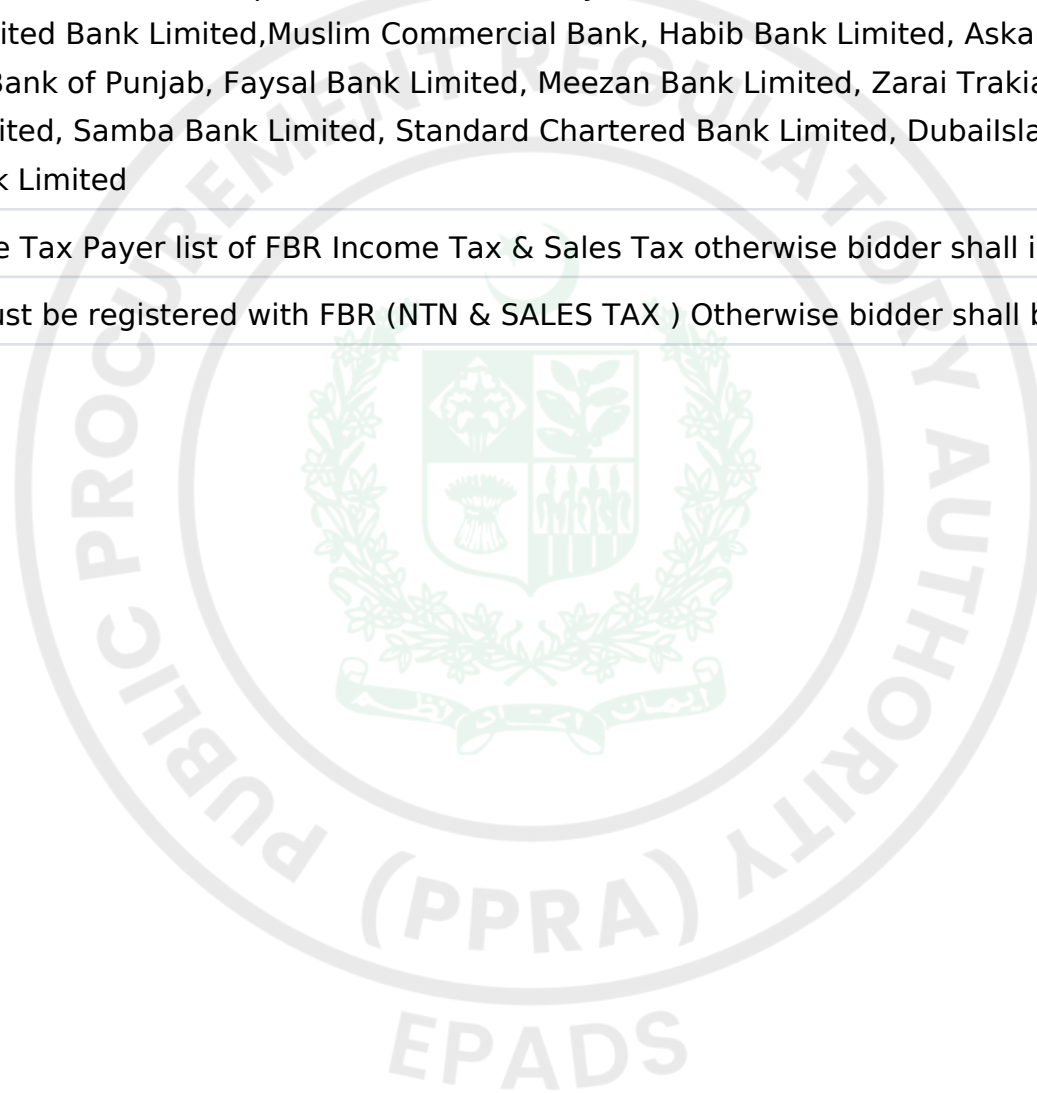 ited Bank Limited,Muslim Commercial Bank, Habib Bank Limited, Aska
Bank of Punjab, Faysal Bank Limited, Meezan Bank Limited, Zarai Trakia
ited, Samba Bank Limited, Standard Chartered Bank Limited, DubaiIsla
k Limited
e Tax Payer list of FBR Income Tax & Sales Tax otherwise bidder shall i
ust be registered with FBR (NTN & SALES TAX ) Otherwise bidder shall b
PUBLIC PROCUREMENT REGULATORY AUTHORITY
(PPRA)
EPADS